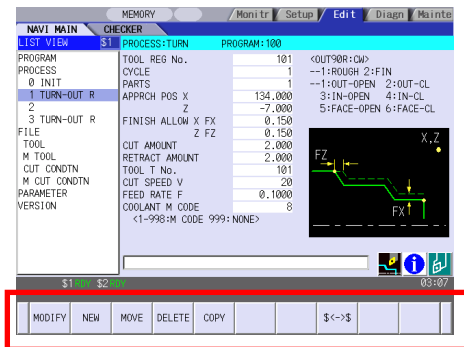 MEMORY Monitr Setup Edit Diagn Mainte
NAVI MAIN CHECKER
LIST VIEW $1 PROCESS:TURN PROGRAM:100
PROGRAM
PROCESS
0 INIT
1 TURN-OUT R
2
3 TURN-OUT R
FILE
TOOL
M TOOL
CUT CONDTN
M CUT CONDTN
PARAMETER
VERSION
TOOL REG No. 101
CYCLE 1
PARTS 1
APPRCH POS X 134.000
Z -7.000
FINISH ALLOW X FX 0.150
Z FZ 0.150
CUT AMOUNT 2.000
RETRACT AMOUNT 2.000
TOOL T No. 101
CUT SPEED V 20
FEED RATE F 0.1000
COOLANT M CODE 8
<1-998:M CODE 999:NONE>
<OUT90R:CW>
--1:ROUGH 2:FIN
--1:OUT-OPEN 2:OUT-CL
3:IN-OPEN 4:IN-CL
5:FACE-OPEN 6:FACE-CL
X,Z
FZ
FX
$1 RDY $2 RDY 03:07
MODIFY NEW MOVE DELETE COPY $<->$